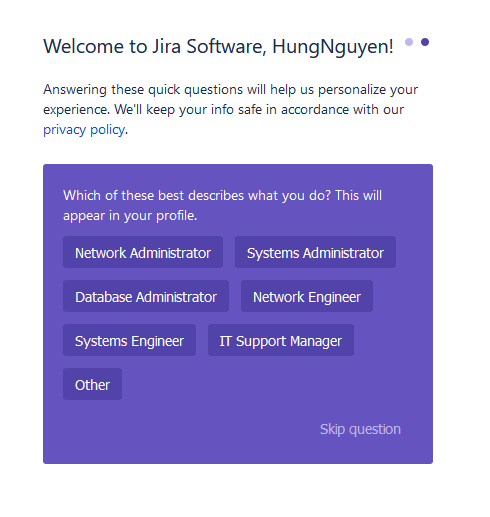 Welcome to Jira Software, HungNguyen!
Answering these quick questions will help us personalize your
experience. We'll keep your info safe in accordance with our
privacy policy.
Which of these best describes what you do? This will
appear in your profile.
Network Administrator
Systems Administrator
Database Administrator
Network Engineer
Systems Engineer
IT Support Manager
Other
Skip question